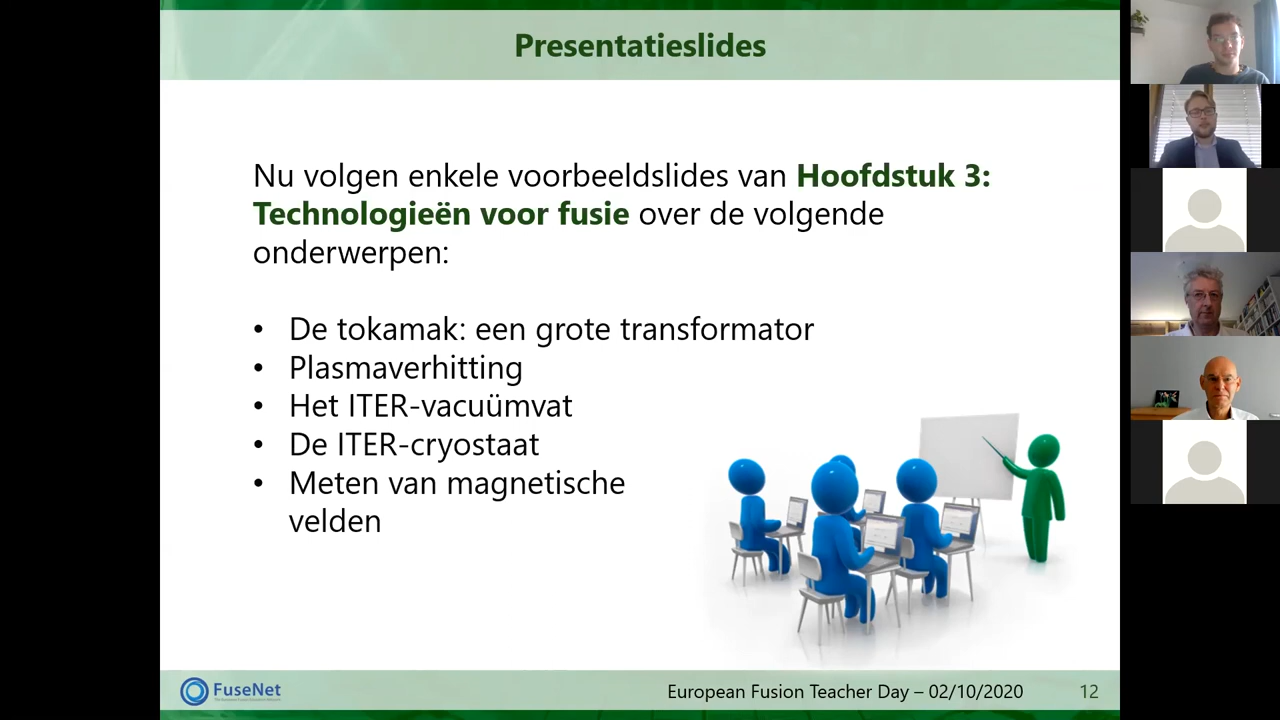 Presentatieslides
Nu volgen enkele voorbeeldslides van Hoofdstuk 3:
Technologieën voor fusie over de volgende
onderwerpen:
• De tokamak: een grote transformator
• Plasmaverhitting
• Het ITER-vacuümvat
• De ITER-cryostaat
• Meten van magnetische
velden
FuseNet
European Fusion Teacher Day – 02/10/2020
12